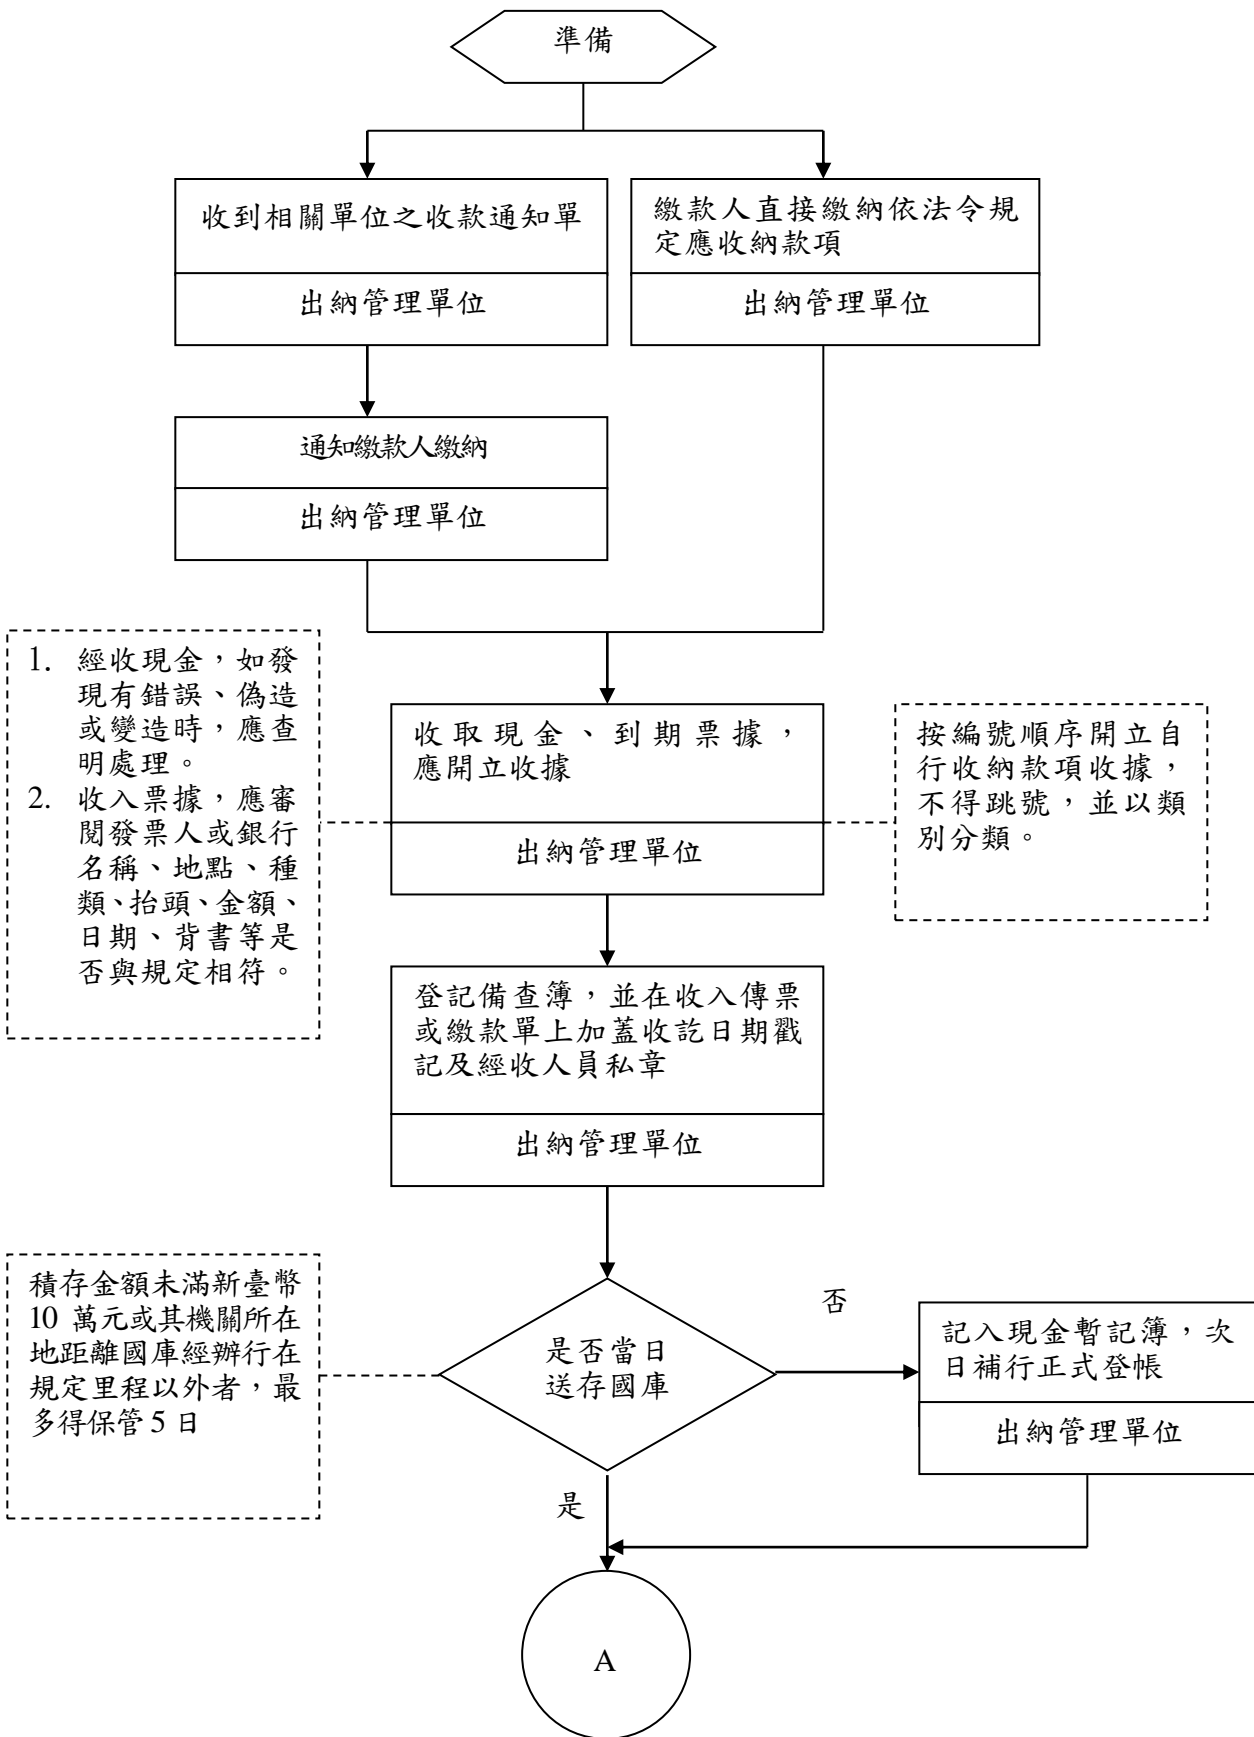 準備
收到相關單位之收款通知單
出納管理單位
繳款人直接繳納依法令規
定應收納款項
出納管理單位
通知繳款人繳納
出納管理單位
1. 經收現金，如發
現有錯誤、偽造
或變造時，應查
明處理。
2. 收入票據，應審
閱發票人或銀行
名稱、地點、種
類、抬頭、金額、
日期、背書等是
否與規定相符。
收取現金、到期票據，
應開立收據
出納管理單位
按編號順序開立自
行收納款項收據，
不得跳號，並以類
別分類。
登記備查簿，並在收入傳票
或繳款單上加蓋收訖日期戳
記及經收人員私章
出納管理單位
積存金額未滿新臺幣
10 萬元或其機關所在
地距離國庫經辦行在
規定里程以外者，最
多得保管 5 日
是否當日
送存國庫
否
記入現金暫記簿，次
日補行正式登帳
出納管理單位
是
A